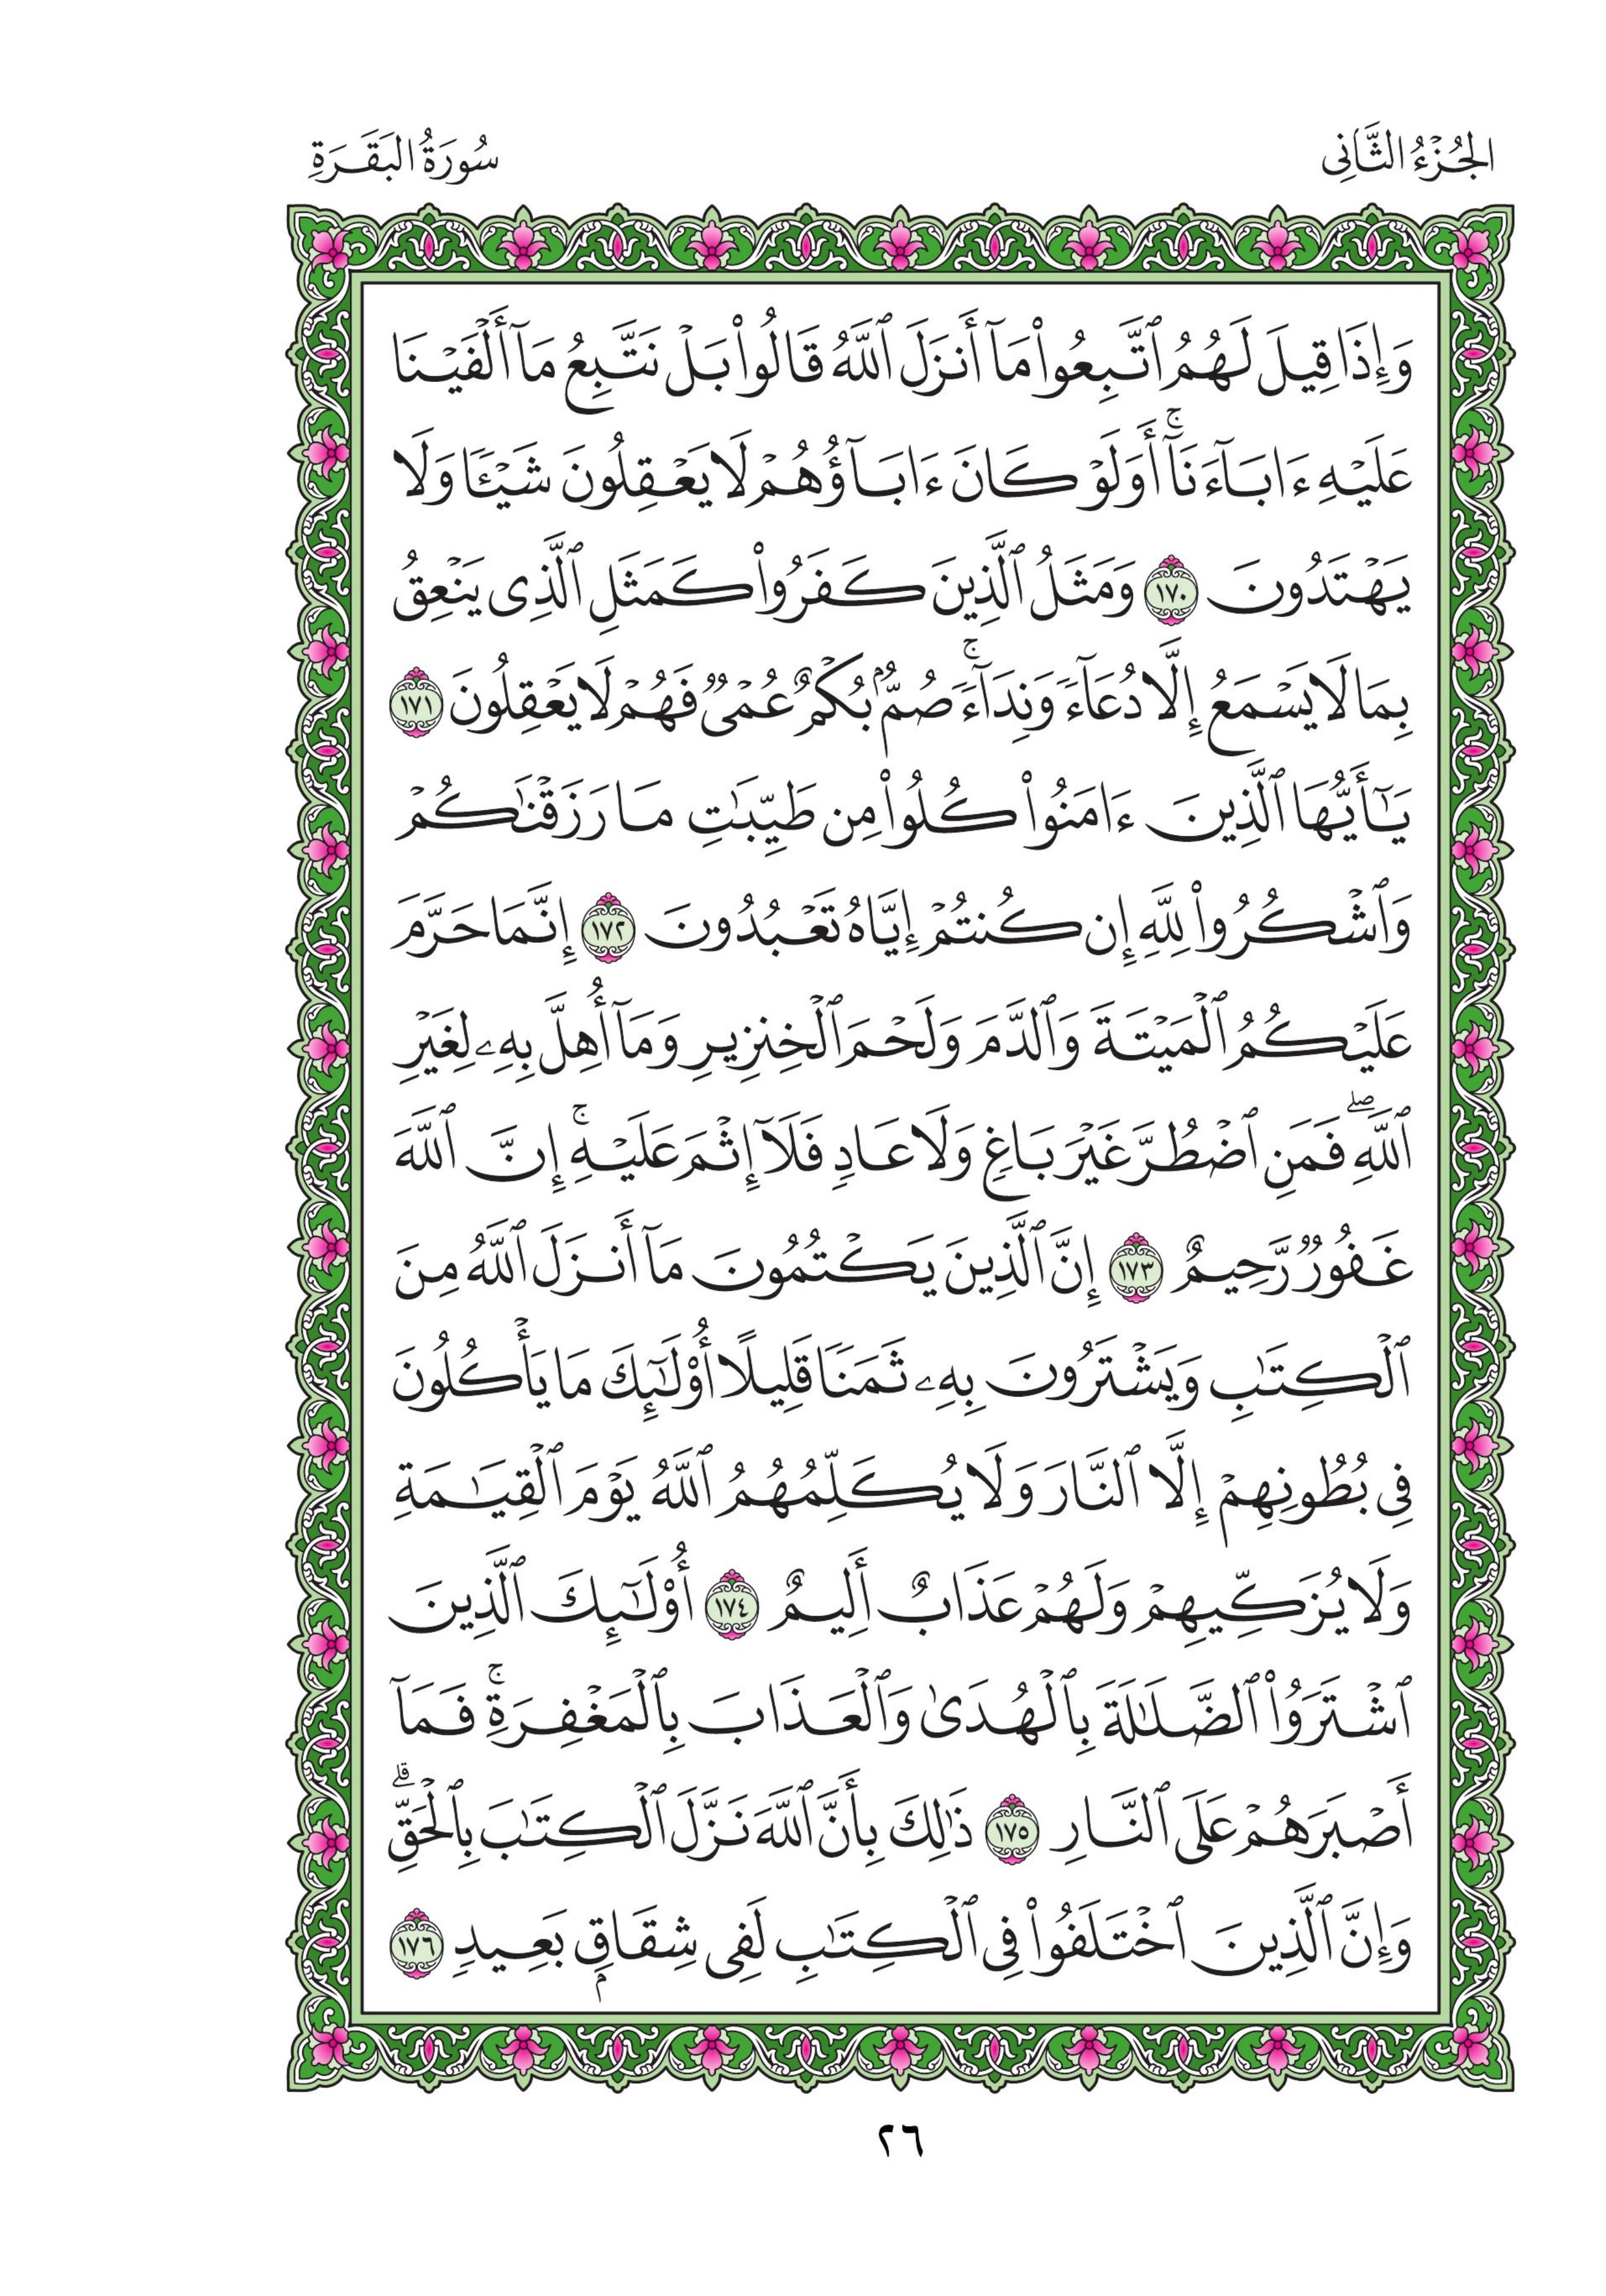 الجُزْءُ الثَّانِى
سُورَةُ البَقَرَةِ
وَإِذَا قِيلَ لَهُمُ ٱتَّبِعُوا۟ مَآ أَنزَلَ ٱللَّهُ قَالُوا۟ بَلْ نَتَّبِعُ مَآ أَلْفَيْنَا
عَلَيْهِ ءَابَآءَنَآ ۚ أَوَلَوْ كَانَ ءَابَآؤُهُمْ لَا يَعْقِلُونَ شَيْـًٔا وَلَا
يَهْتَدُونَ ١٧٠ وَمَثَلُ ٱلَّذِينَ كَفَرُوا۟ كَمَثَلِ ٱلَّذِى يَنْعِقُ
بِمَا لَا يَسْمَعُ إِلَّا دُعَآءً وَنِدَآءً ۚ صُمٌّۢ بُكْمٌ عُمْىٌ فَهُمْ لَا يَعْقِلُونَ ١٧١
يَـٰٓأَيُّهَا ٱلَّذِينَ ءَامَنُوا۟ كُلُوا۟ مِن طَيِّبَـٰتِ مَا رَزَقْنَـٰكُمْ
وَٱشْكُرُوا۟ لِلَّهِ إِن كُنتُمْ إِيَّاهُ تَعْبُدُونَ ١٧٢ إِنَّمَا حَرَّمَ
عَلَيْكُمُ ٱلْمَيْتَةَ وَٱلدَّمَ وَلَحْمَ ٱلْخِنزِيرِ وَمَآ أُهِلَّ بِهِۦ لِغَيْرِ
ٱللَّهِ ۖ فَمَنِ ٱضْطُرَّ غَيْرَ بَاغٍ وَلَا عَادٍ فَلَآ إِثْمَ عَلَيْهِ ۚ إِنَّ ٱللَّهَ
غَفُورٌ رَّحِيمٌ ١٧٣ إِنَّ ٱلَّذِينَ يَكْتُمُونَ مَآ أَنزَلَ ٱللَّهُ مِنَ
ٱلْكِتَـٰبِ وَيَشْتَرُونَ بِهِۦ ثَمَنًا قَلِيلًا أُو۟لَـٰٓئِكَ مَا يَأْكُلُونَ
فِى بُطُونِهِمْ إِلَّا ٱلنَّارَ وَلَا يُكَلِّمُهُمُ ٱللَّهُ يَوْمَ ٱلْقِيَـٰمَةِ
وَلَا يُزَكِّيهِمْ وَلَهُمْ عَذَابٌ أَلِيمٌ ١٧٤ أُو۟لَـٰٓئِكَ ٱلَّذِينَ
ٱشْتَرَوُا۟ ٱلضَّلَـٰلَةَ بِٱلْهُدَىٰ وَٱلْعَذَابَ بِٱلْمَغْفِرَةِ ۚ فَمَآ
أَصْبَرَهُمْ عَلَى ٱلنَّارِ ١٧٥ ذَٰلِكَ بِأَنَّ ٱللَّهَ نَزَّلَ ٱلْكِتَـٰبَ بِٱلْحَقِّ ۗ
وَإِنَّ ٱلَّذِينَ ٱخْتَلَفُوا۟ فِى ٱلْكِتَـٰبِ لَفِى شِقَاقٍۭ بَعِيدٍ ١٧٦
٢٦